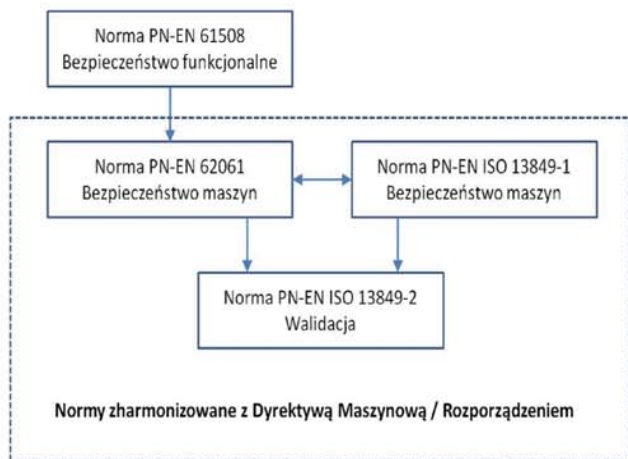 Norma PN-EN 61508
Bezpieczeństwo funkcjonalne
Norma PN-EN 62061
Bezpieczeństwo maszyn
Norma PN-EN ISO 13849-1
Bezpieczeństwo maszyn
Norma PN-EN ISO 13849-2
Walidacja
Normy zharmonizowane z Dyrektywą Maszynową / Rozporządzeniem